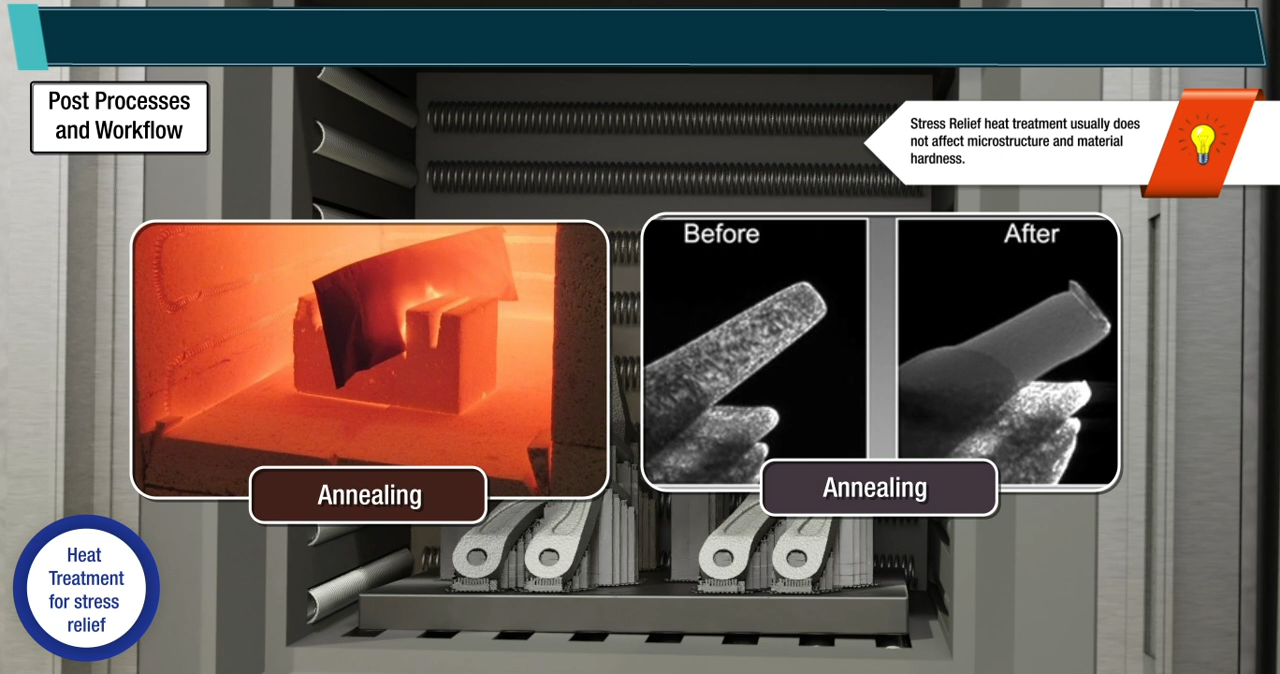 Post Processes
and Workflow
Stress Relief heat treatment usually does
not affect microstructure and material
hardness.
Before
After
Annealing
Annealing
Heat
Treatment
for stress
relief